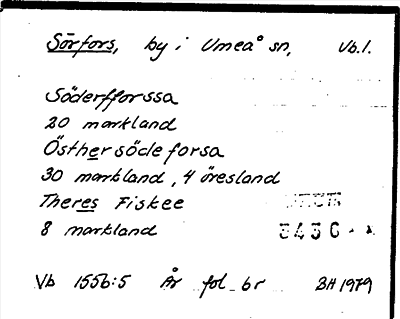 Sörfors, by i Umeå sn, Vb.l.
Söderfforssa
20 markland
Östhersödeforsa
30 markland, 4 öresland
Theres Fiskee
8 markland
Vb 1556:5 År fol. br BH 1979